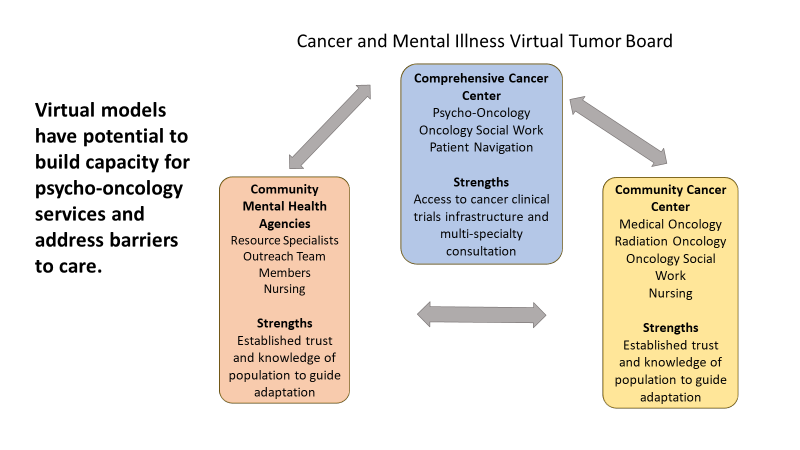 Cancer and Mental Illness Virtual Tumor Board
Virtual models
have potential to
build capacity for
psycho-oncology
services and
address barriers
to care.
Comprehensive Cancer
Center
Psycho-Oncology
Oncology Social Work
Patient Navigation
Strengths
Access to cancer clinical
trials infrastructure and
multi-specialty
consultation
Community
Mental Health
Agencies
Resource Specialists
Outreach Team
Members
Nursing
Strengths
Established trust
and knowledge of
population to guide
adaptation
Community Cancer
Center
Medical Oncology
Radiation Oncology
Oncology Social
Work
Nursing
Strengths
Established trust
and knowledge of
population to guide
adaptation